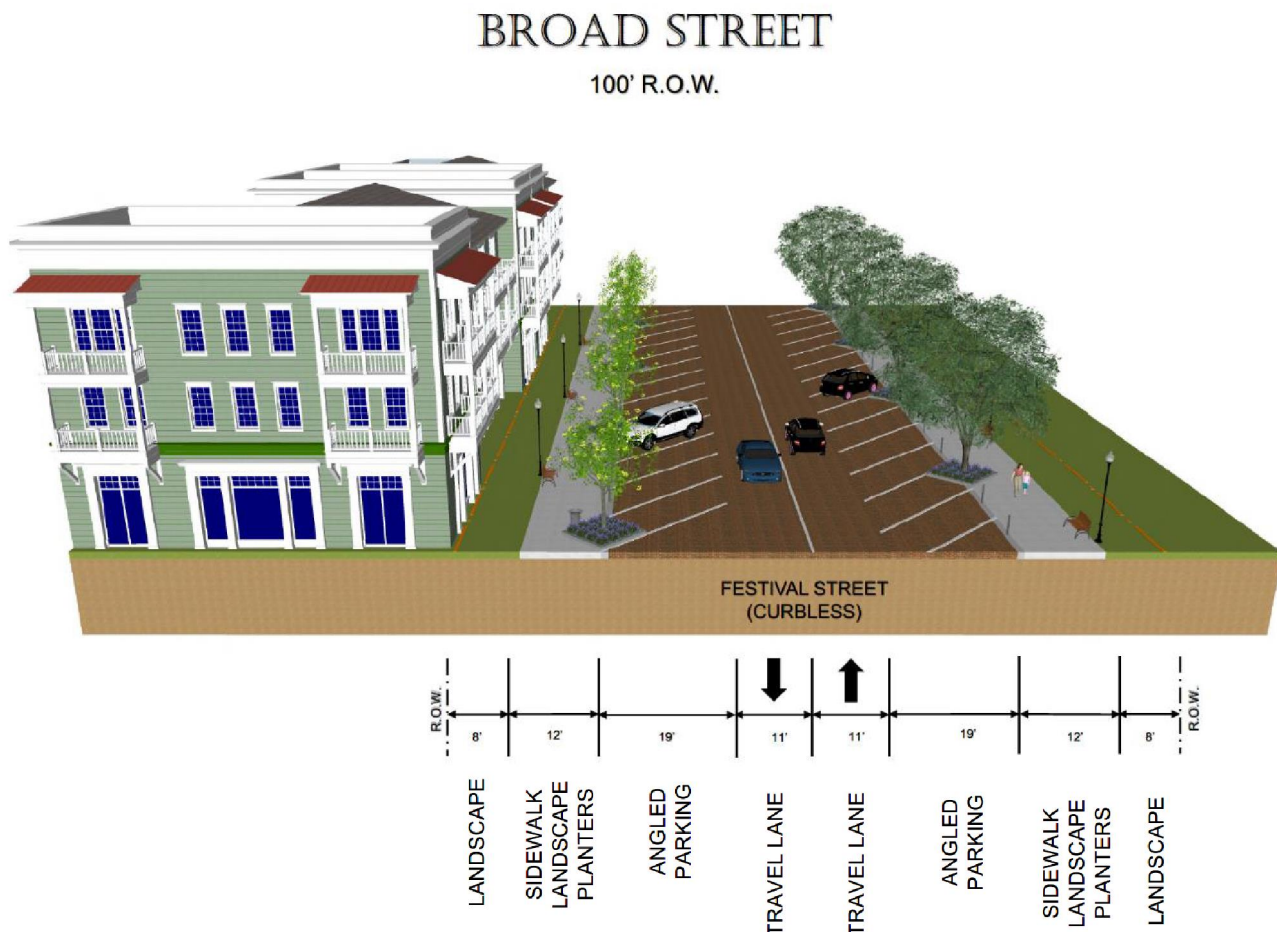 BROAD STREET
100' R.O.W.
FESTIVAL STREET
(CURBLESS)
R.O.W.
8'
12'
19'
11'
11'
19'
12'
8'
R.O.W.
LANDSCAPE
SIDEWALK
LANDSCAPE
PLANTERS
ANGLED
PARKING
TRAVEL LANE
TRAVEL LANE
ANGLED
PARKING
SIDEWALK
LANDSCAPE
PLANTERS
LANDSCAPE